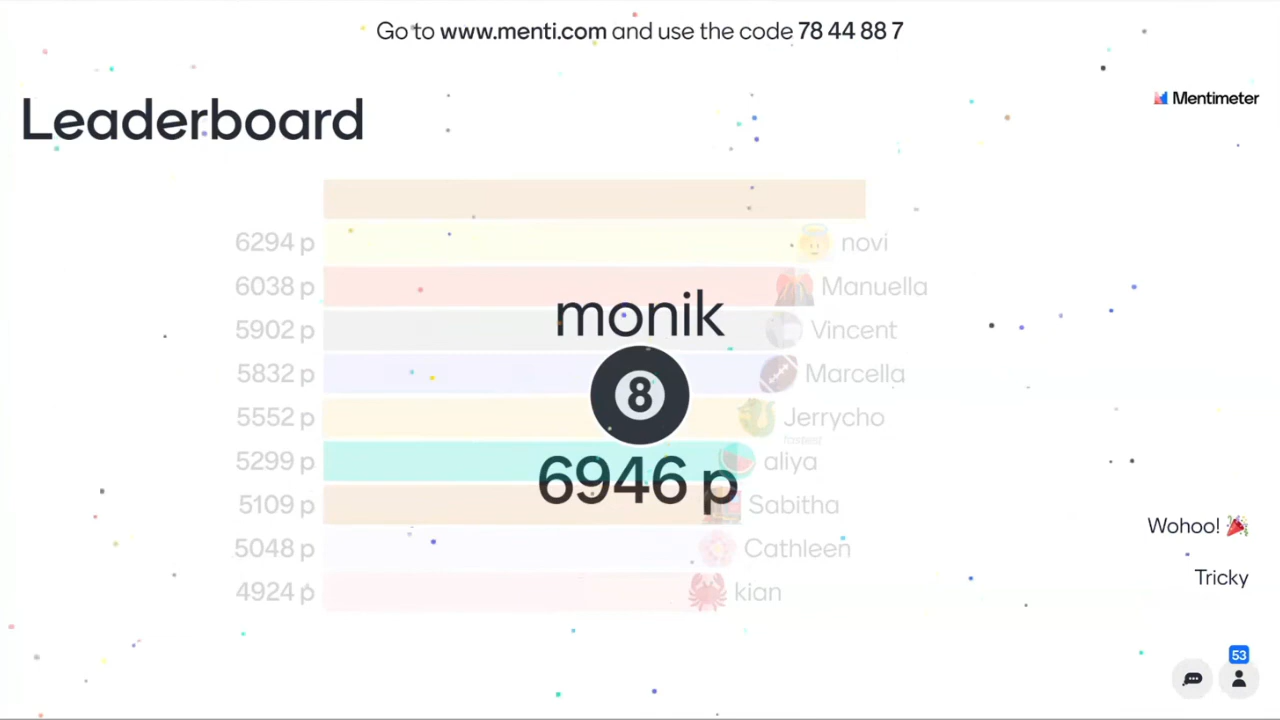 Go to www.menti.com and use the code 78 44 88 7
Mentimeter
Leaderboard
6294 p novi
6038 p Manuella
monik
5902 p Vincent
5832 p Marcella
8
5552 p Jerrycho
fastest
5299 p aliya
6946 p
5109 p Sabitha
Wohoo! 🎉
5048 p Cathleen
Tricky
4924 p kian
53